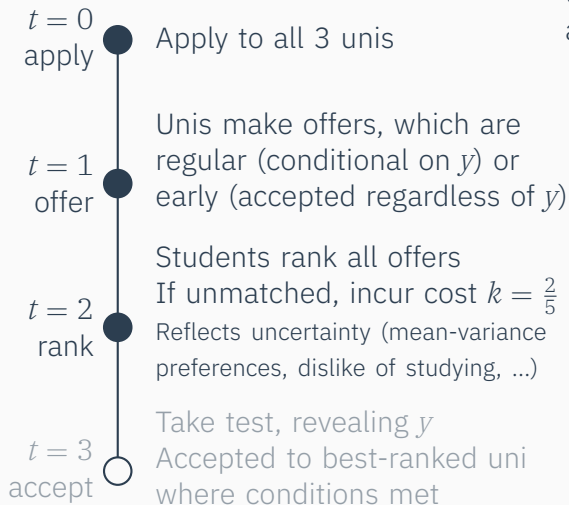 t = 0
apply
Apply to all 3 unis
t = 1
offer
Unis make offers, which are
regular (conditional on y) or
early (accepted regardless of y)
t = 2
rank
Students rank all offers
If unmatched, incur cost k = 2/5
Reflects uncertainty (mean-variance
preferences, dislike of studying, ...)
t = 3
accept
Take test, revealing y
Accepted to best-ranked uni
where conditions met